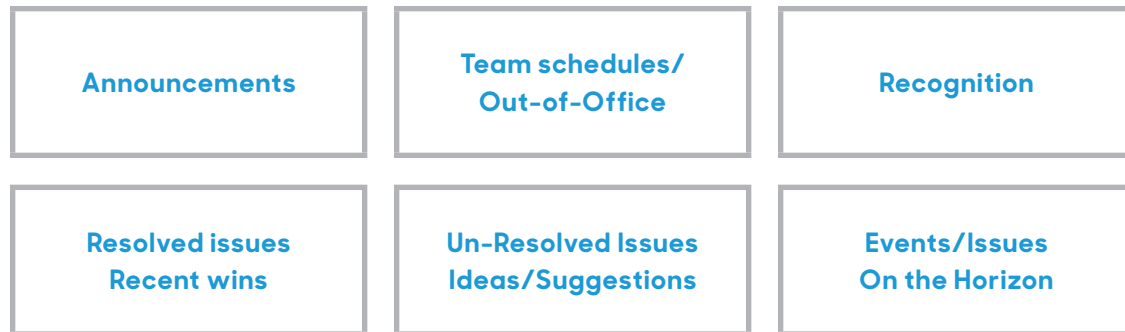 Announcements
Team schedules/
Out-of-Office
Recognition
Resolved issues
Recent wins
Un-Resolved Issues
Ideas/Suggestions
Events/Issues
On the Horizon